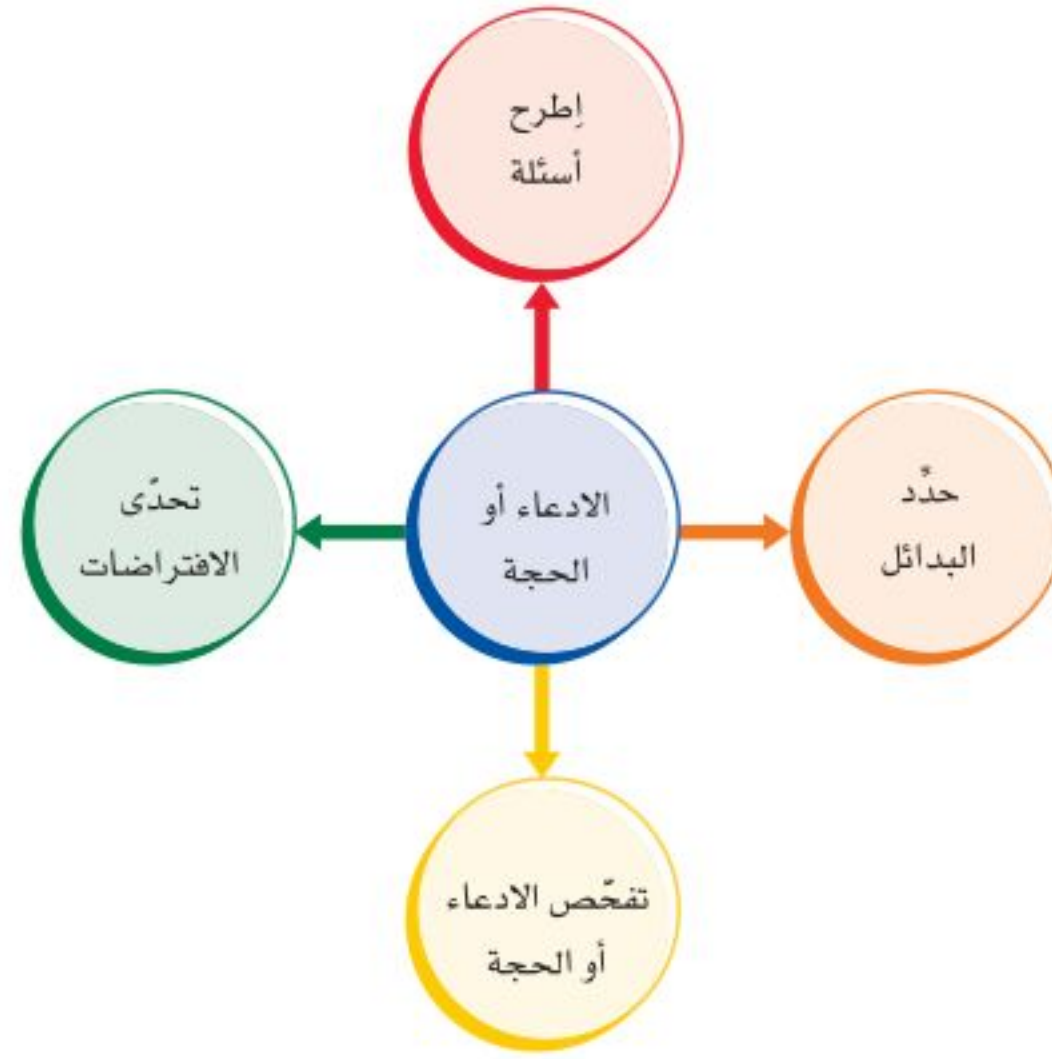 إطرح
أسئلة
حدَّد
البدائل
الادعاء أو
الحجة
تحدّى
الافتراضات
تفحّص الادعاء
أو الحجة